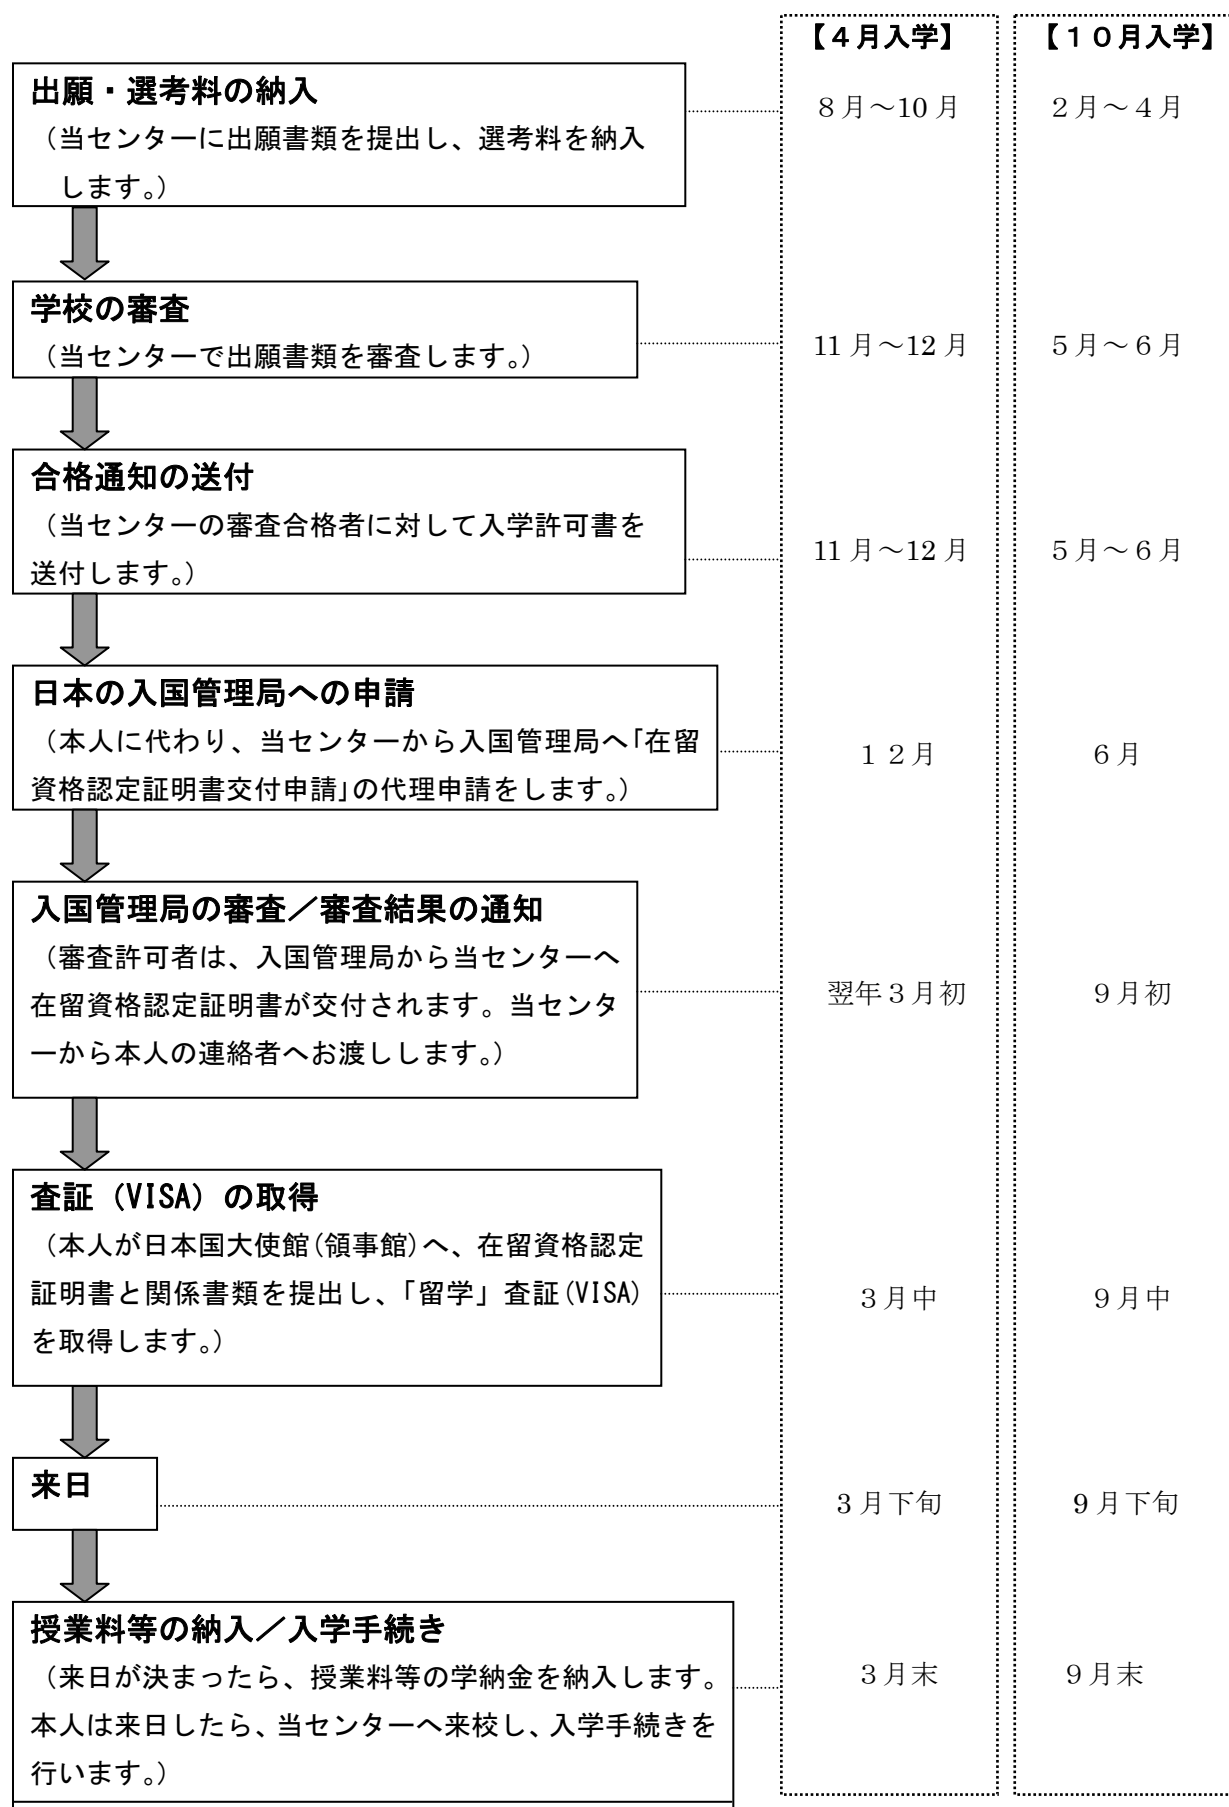 【４月入学】 【１０月入学】
出願・選考料の納入
（当センターに出願書類を提出し、選考料を納入
します。）
８月～10 月 ２月～４月
学校の審査
（当センターで出願書類を審査します。）
11 月～12 月 ５月～６月
合格通知の送付
（当センターの審査合格者に対して入学許可書を
送付します。）
11 月～12 月 ５月～６月
日本の入国管理局への申請
（本人に代わり、当センターから入国管理局へ｢在留
資格認定証明書交付申請｣の代理申請をします。）
１２月 ６月
入国管理局の審査／審査結果の通知
（審査許可者は、入国管理局から当センターへ
在留資格認定証明書が交付されます。当センタ
ーから本人の連絡者へお渡しします。）
翌年３月初 ９月初
査証（VISA）の取得
（本人が日本国大使館(領事館)へ、在留資格認定
証明書と関係書類を提出し、「留学」査証(VISA)
を取得します。）
３月中 ９月中
来日
3 月下旬 9 月下旬
授業料等の納入／入学手続き
（来日が決まったら、授業料等の学納金を納入します。
本人は来日したら、当センターへ来校し、入学手続きを
行います。）
３月末 ９月末